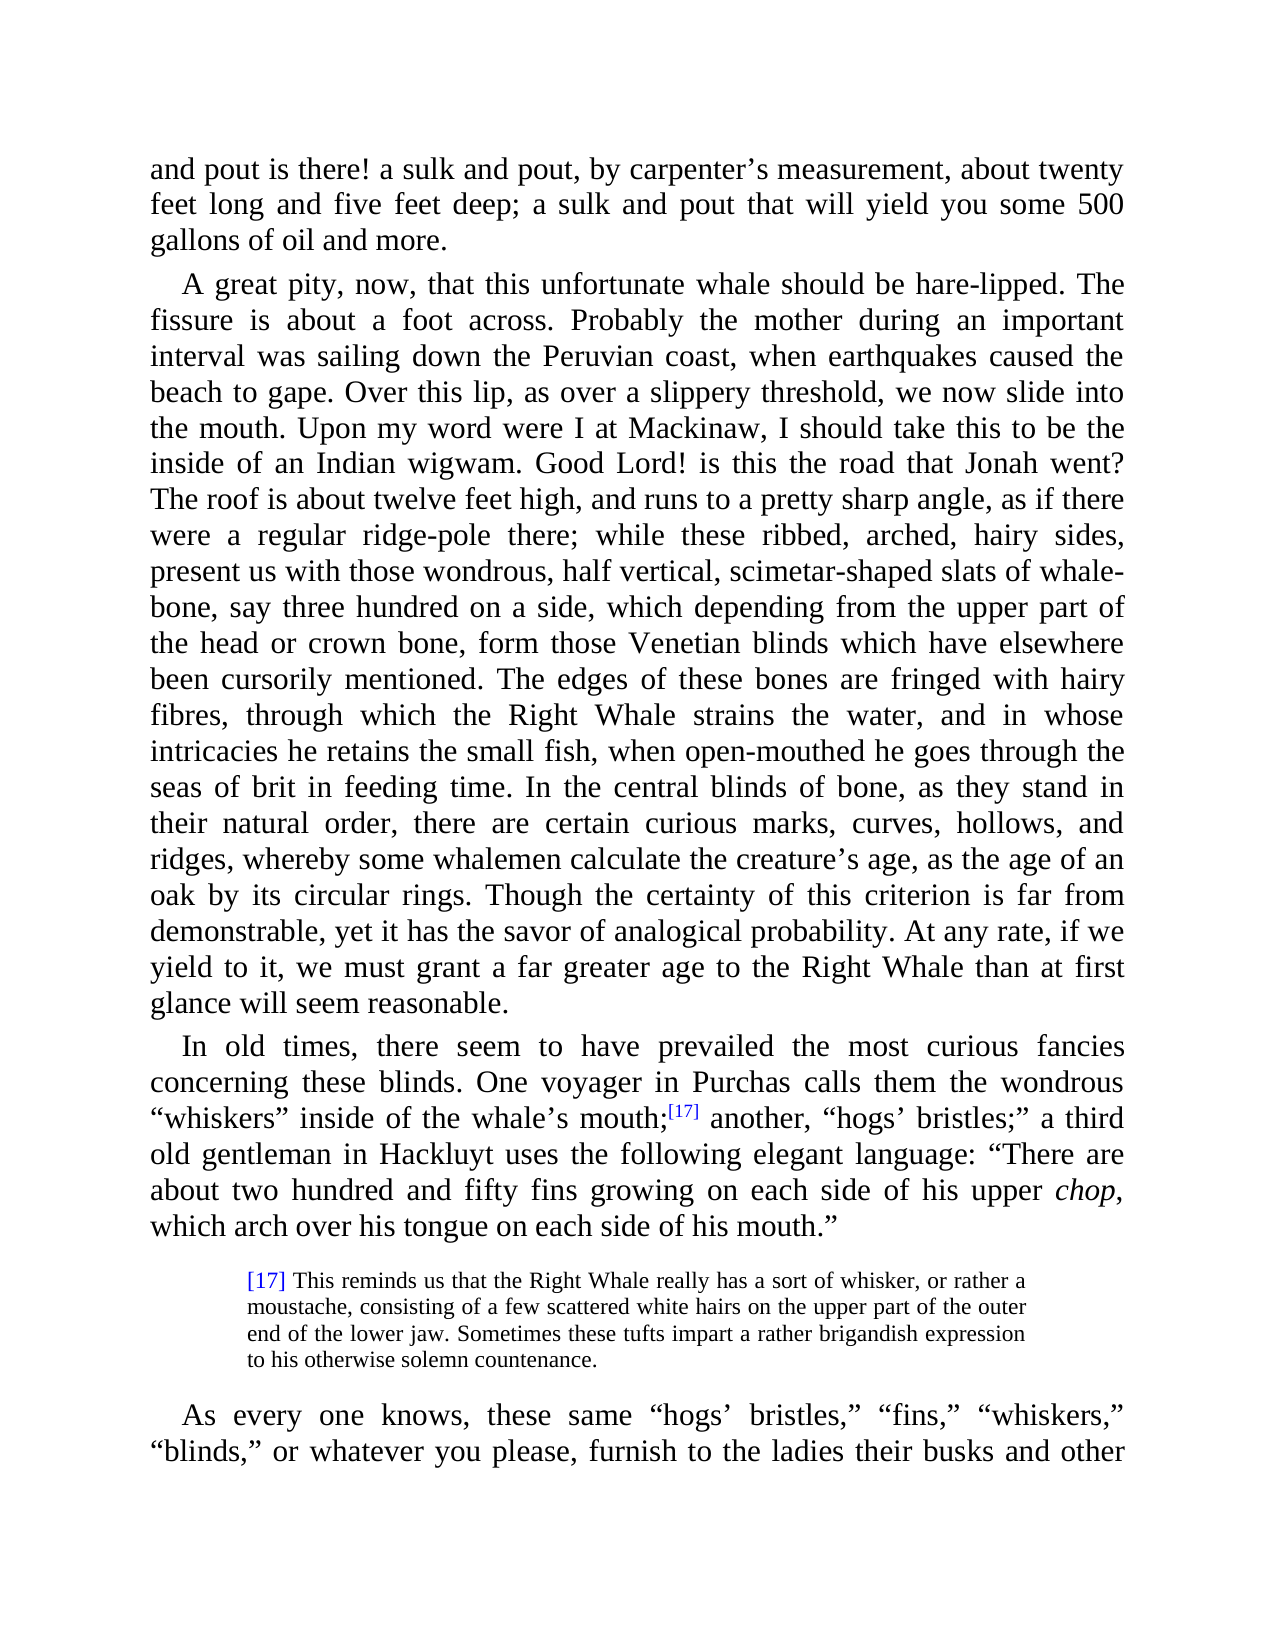 and pout is there! a sulk and pout, by carpenter’s measurement, about twenty
feet long and five feet deep; a sulk and pout that will yield you some 500
gallons of oil and more.
A great pity, now, that this unfortunate whale should be hare-lipped. The
fissure is about a foot across. Probably the mother during an important
interval was sailing down the Peruvian coast, when earthquakes caused the
beach to gape. Over this lip, as over a slippery threshold, we now slide into
the mouth. Upon my word were I at Mackinaw, I should take this to be the
inside of an Indian wigwam. Good Lord! is this the road that Jonah went?
The roof is about twelve feet high, and runs to a pretty sharp angle, as if there
were a regular ridge-pole there; while these ribbed, arched, hairy sides,
present us with those wondrous, half vertical, scimetar-shaped slats of whale-
bone, say three hundred on a side, which depending from the upper part of
the head or crown bone, form those Venetian blinds which have elsewhere
been cursorily mentioned. The edges of these bones are fringed with hairy
fibres, through which the Right Whale strains the water, and in whose
intricacies he retains the small fish, when open-mouthed he goes through the
seas of brit in feeding time. In the central blinds of bone, as they stand in
their natural order, there are certain curious marks, curves, hollows, and
ridges, whereby some whalemen calculate the creature’s age, as the age of an
oak by its circular rings. Though the certainty of this criterion is far from
demonstrable, yet it has the savor of analogical probability. At any rate, if we
yield to it, we must grant a far greater age to the Right Whale than at first
glance will seem reasonable.
In old times, there seem to have prevailed the most curious fancies
concerning these blinds. One voyager in Purchas calls them the wondrous
“whiskers” inside of the whale’s mouth;[17] another, “hogs’ bristles;” a third
old gentleman in Hackluyt uses the following elegant language: “There are
about two hundred and fifty fins growing on each side of his upper chop,
which arch over his tongue on each side of his mouth.”
[17] This reminds us that the Right Whale really has a sort of whisker, or rather a
moustache, consisting of a few scattered white hairs on the upper part of the outer
end of the lower jaw. Sometimes these tufts impart a rather brigandish expression
to his otherwise solemn countenance.
As every one knows, these same “hogs’ bristles,” “fins,” “whiskers,”
“blinds,” or whatever you please, furnish to the ladies their busks and other